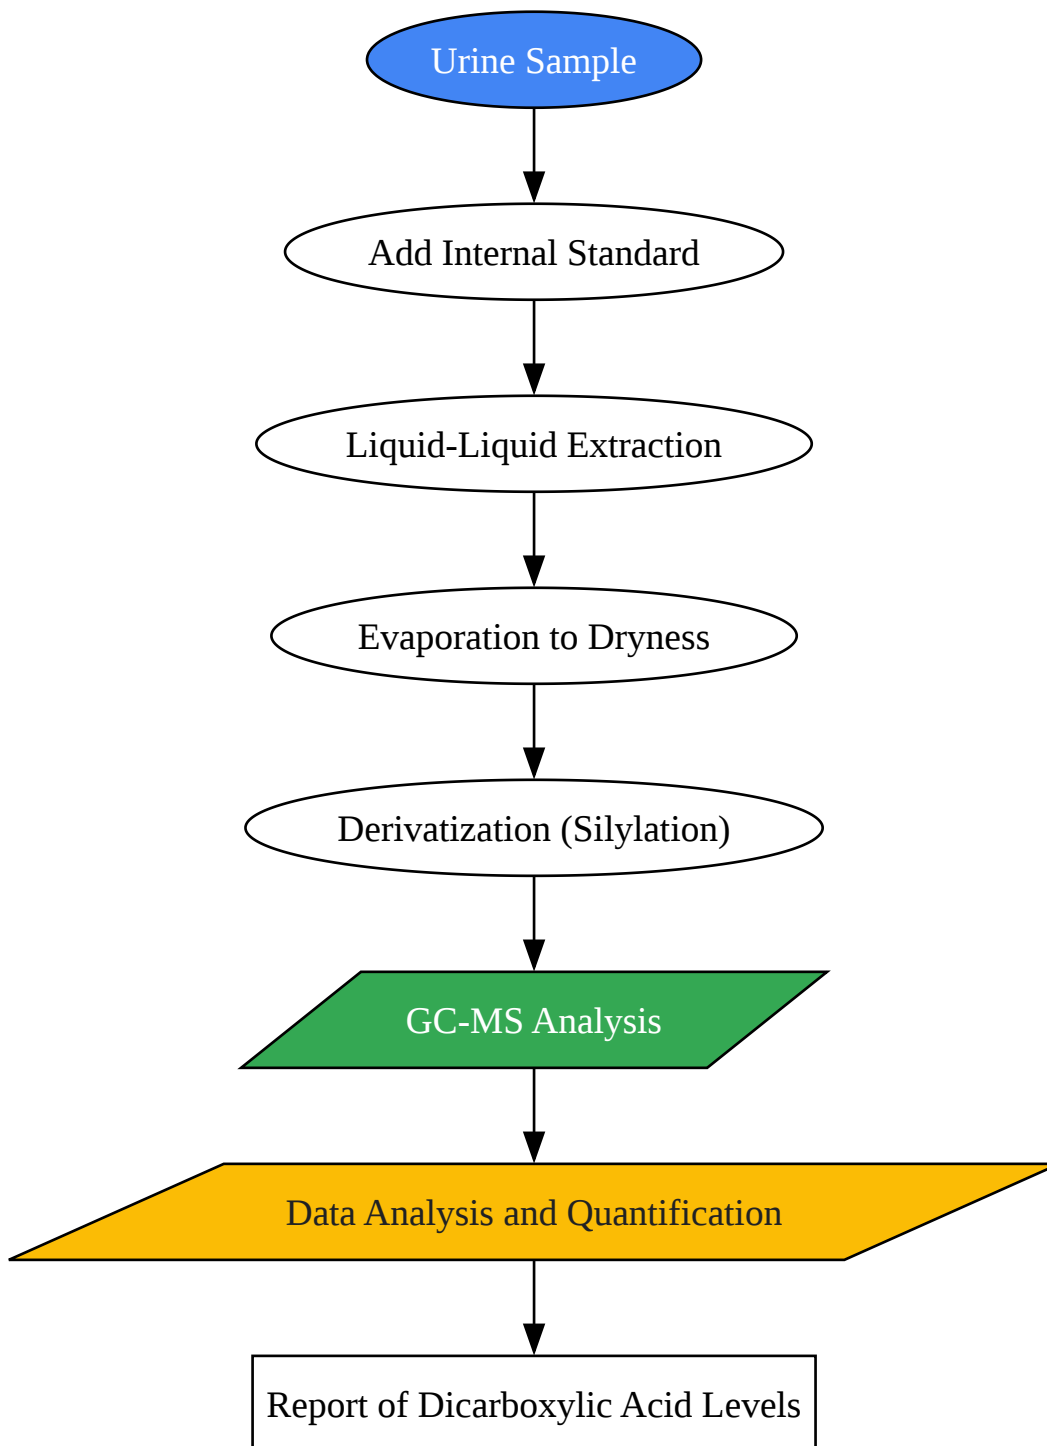 Urine Sample
Add Internal Standard
Liquid-Liquid Extraction
Evaporation to Dryness
Derivatization (Silylation)
GC-MS Analysis
Data Analysis and Quantification
Report of Dicarboxylic Acid Levels